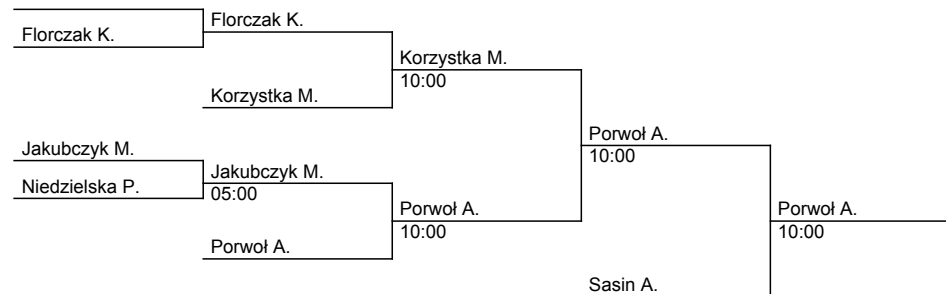 Florczak K.
Florczak K.
Korzystka M.
10:00
Korzystka M.
Jakubczyk M.
Niedzielska P.
Jakubczyk M.
05:00
Porwoł A.
10:00
Porwoł A.
Porwoł A.
10:00
Sasin A.
Porwoł A.
10:00